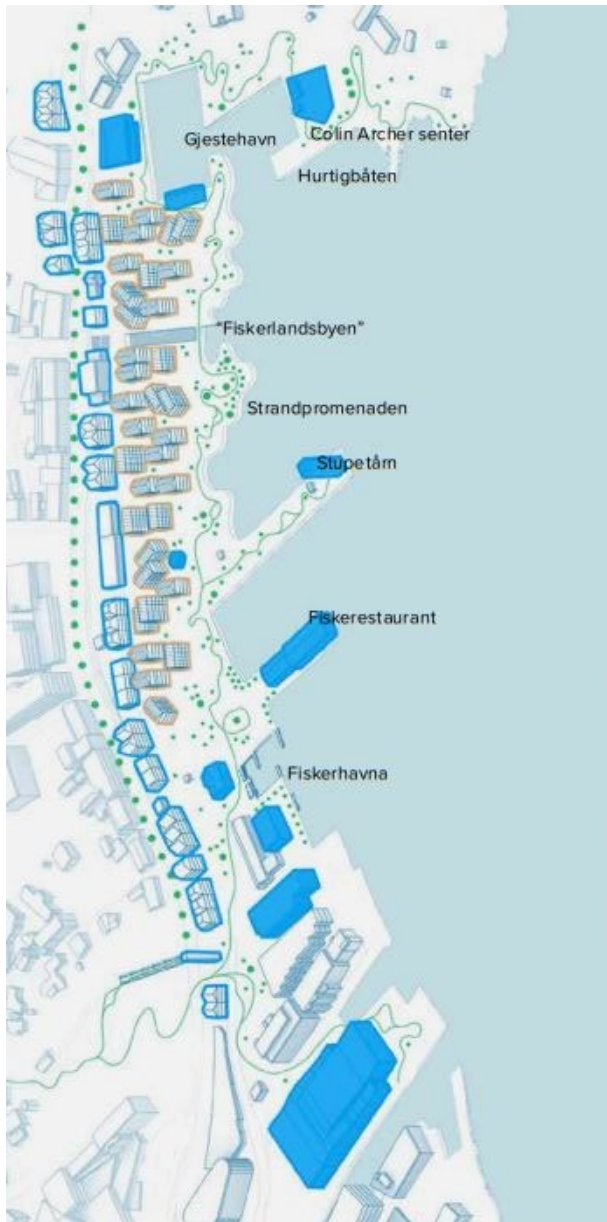 Gjestehavn
Colin Archer senter
Hurtigbåten
"Fiskerlandsbyen"
Strandpromenaden
Stupetårn
Fiskerestaurant
Fiskerhavna